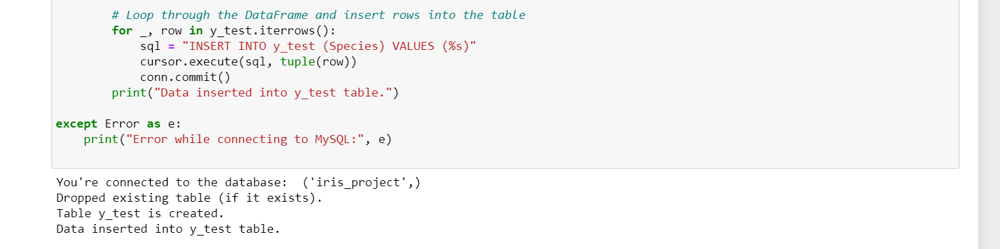 # Loop through the DataFrame and insert rows into the table
        for _, row in y_test.iterrows():
            sql = "INSERT INTO y_test (Species) VALUES (%s)"
            cursor.execute(sql, tuple(row))
            conn.commit()
        print("Data inserted into y_test table.")
except Error as e:
    print("Error while connecting to MySQL:", e)
You're connected to the database:  ('iris_project',)
Dropped existing table (if it exists).
Table y_test is created.
Data inserted into y_test table.